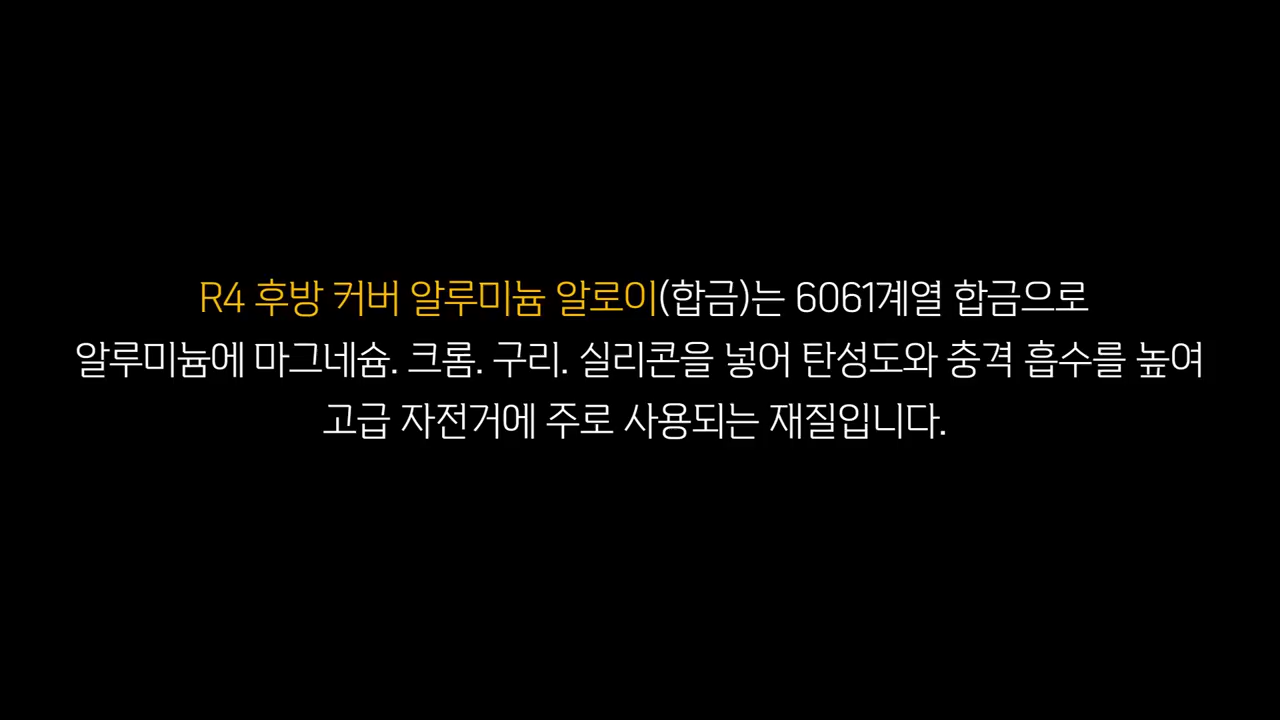 R4 후방 커버 알루미늄 알로이(합금)는 6061계열 합금으로
알루미늄에 마그네슘. 크롬. 구리. 실리콘을 넣어 탄성도와 충격 흡수를 높여
고급 자전거에 주로 사용되는 재질입니다.